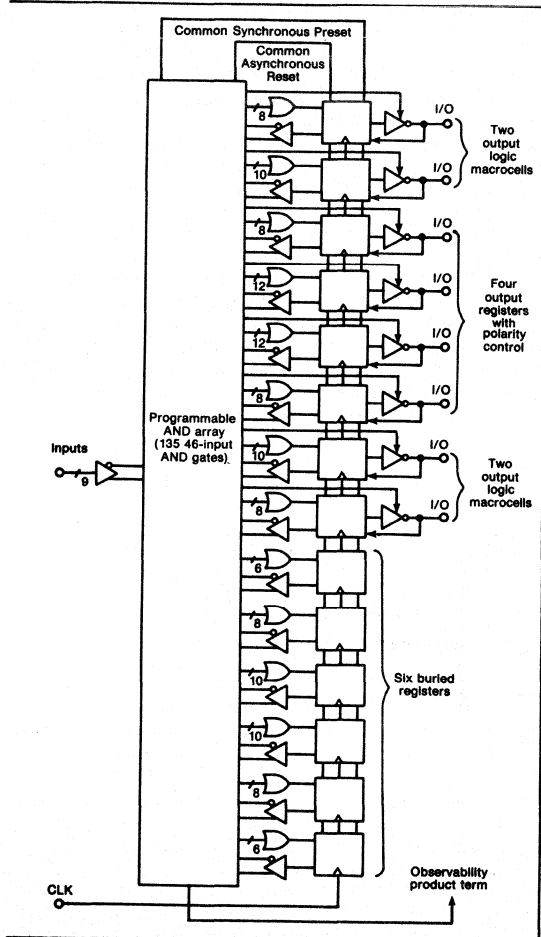 Common Synchronous Preset
Common
Asynchronous
Reset
I/O
8
Two
output
logic
macrocells
I/O
10
I/O
8
I/O
12
Four
output
registers
with
polarity
control
I/O
12
I/O
8
Programmable
AND array
(135 46-input
AND gates)
Inputs
9
I/O
10
Two
output
logic
macrocells
I/O
8
6
8
10
Six buried
registers
10
8
6
Observability
product term
CLK